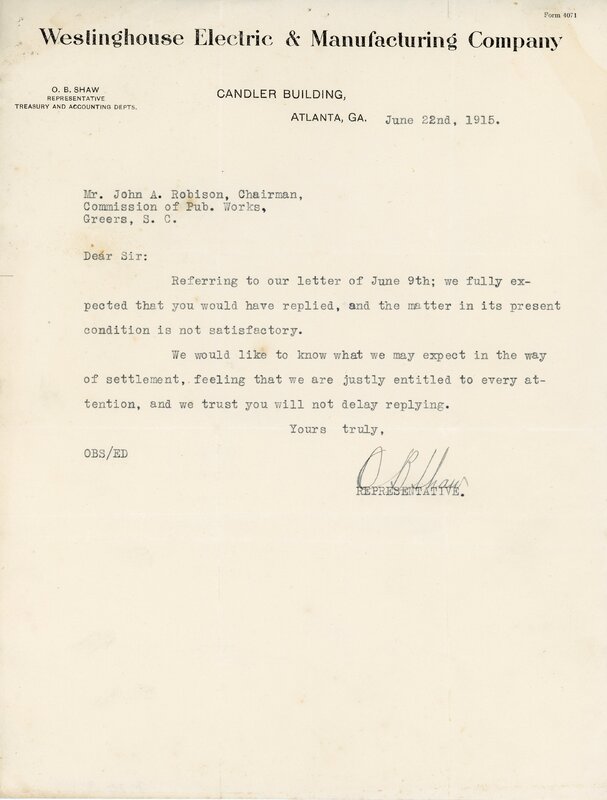 Form 4071
Westinghouse Electric & Manufacturing Company
O. B. SHAW
REPRESENTATIVE
TREASURY AND ACCOUNTING DEPTS.
CANDLER BUILDING,
ATLANTA, GA. June 22nd, 1915.
Mr. John A. Robison, Chairman,
Commission of Pub. Works,
Greers, S. C.
Dear Sir:
Referring to our letter of June 9th; we fully ex-
pected that you would have replied, and the matter in its present
condition is not satisfactory.
We would like to know what we may expect in the way
of settlement, feeling that we are justly entitled to every at-
tention, and we trust you will not delay replying.
Yours truly,
OBS/ED
O B Shaw
REPRESENTATIVE.